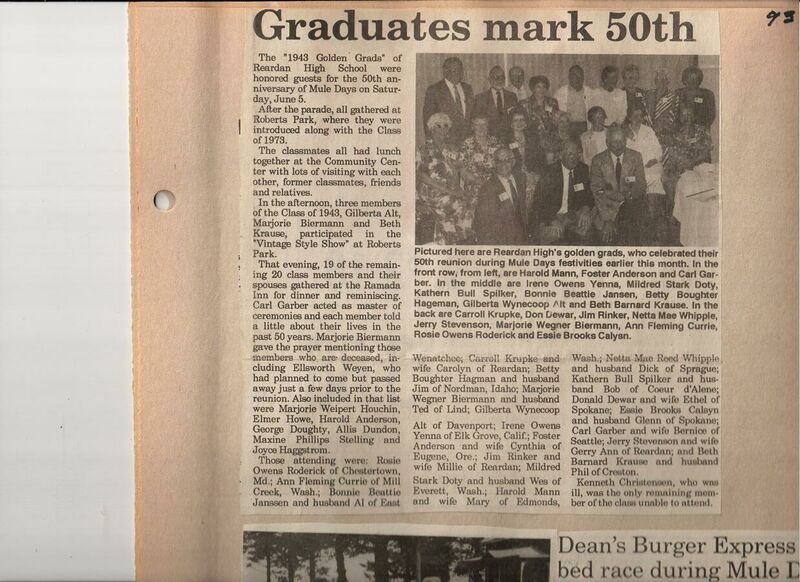 Graduates mark 50th
93
The "1943 Golden Grads" of
Reardan High School were
honored guests for the 50th an-
niversary of Mule Days on Satur-
day, June 5.
After the parade, all gathered at
Roberts Park, where they were
introduced along with the Class
of 1973.
The classmates all had lunch
together at the Community Cen-
ter with lots of visiting with each
other, former classmates, friends
and relatives.
In the afternoon, three members
of the Class of 1943, Gilberta Alt,
Marjorie Biermann and Beth
Krause, participated in the
"Vintage Style Show" at Roberts
Park.
That evening, 19 of the remain-
ing 20 class members and their
spouses gathered at the Ramada
Inn for dinner and reminiscing.
Carl Garber acted as master of
ceremonies and each member told
a little about their lives in the
past 50 years. Marjorie Biermann
gave the prayer mentioning those
members who are deceased, in-
cluding Ellsworth Weyen, who
had planned to come but passed
away just a few days prior to the
reunion. Also included in that list
were Marjorie Weipert Houchin,
Elmer Howe, Harold Anderson,
George Doughty, Allis Dundon,
Maxine Phillips Stelling and
Joyce Haggstrom.
Those attending were: Rosie
Owens Roderick of Chestertown,
Md.; Ann Fleming Currie of Mill
Creek, Wash.; Bonnie Beattie
Janssen and husband Al of East
Pictured here are Reardan High's golden grads, who celebrated their
50th reunion during Mule Days festivities earlier this month. In the
front row, from left, are Harold Mann, Foster Anderson and Carl Gar-
ber. In the middle are Irene Owens Yenna, Mildred Stark Doty,
Kathern Bull Spilker, Bonnie Beattie Jansen, Betty Boughter
Hageman, Gilberta Wynecoop Alt and Beth Barnard Krause. In the
back are Carroll Krupke, Don Dewar, Jim Rinker, Netta Mae Whipple,
Jerry Stevenson, Marjorie Wegner Biermann, Ann Fleming Currie,
Rosie Owens Roderick and Essie Brooks Calsyn.
Wenatchee; Carroll Krupke and
wife Carolyn of Reardan; Betty
Boughter Hagman and husband
Jim of Nordman, Idaho; Marjorie
Wegner Biermann and husband
Ted of Lind; Gilberta Wynecoop
Alt of Davenport; Irene Owens
Yenna of Elk Grove, Calif.; Foster
Anderson and wife Cynthia of
Eugene, Ore.; Jim Rinker and
wife Millie of Reardan; Mildred
Stark Doty and husband Wes of
Everett, Wash.; Harold Mann
and wife Mary of Edmonds,
Wash.; Netta Mae Reed Whipple
and husband Dick of Sprague;
Kathern Bull Spilker and hus-
band Bob of Coeur d'Alene;
Donald Dewar and wife Ethel of
Spokane; Essie Brooks Calsyn
and husband Glenn of Spokane;
Carl Garber and wife Bernice of
Seattle; Jerry Stevenson and wife
Gerry Ann of Reardan; and Beth
Barnard Krause and husband
Phil of Creston.
Kenneth Christensen, who was
ill, was the only remaining mem-
ber of the class unable to attend.
Dean's Burger Express
bed race during Mule D